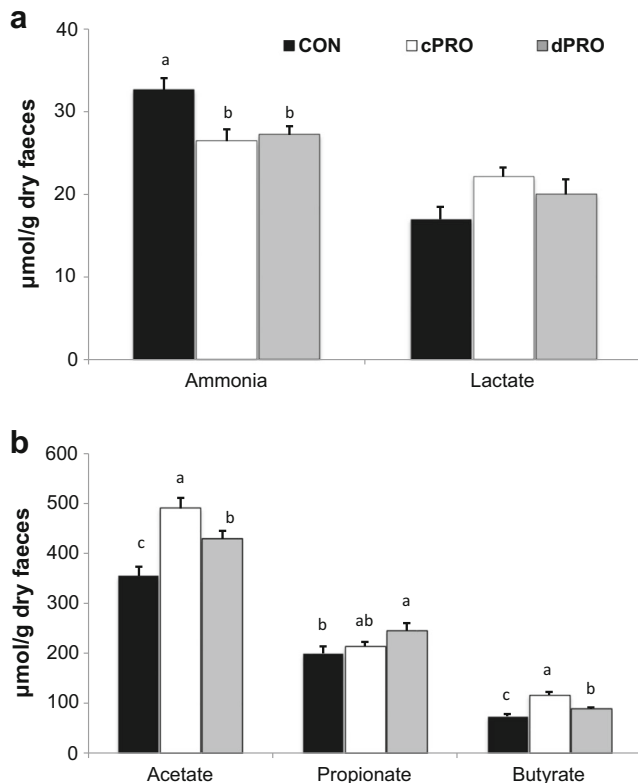 a
CON cPRO dPRO
40
30
20
10
0
µmol/g dry faeces
a
b
b
Ammonia Lactate
b
600
500
400
300
200
100
0
µmol/g dry faeces
c
a
b
b
ab
a
c
a
b
Acetate Propionate Butyrate